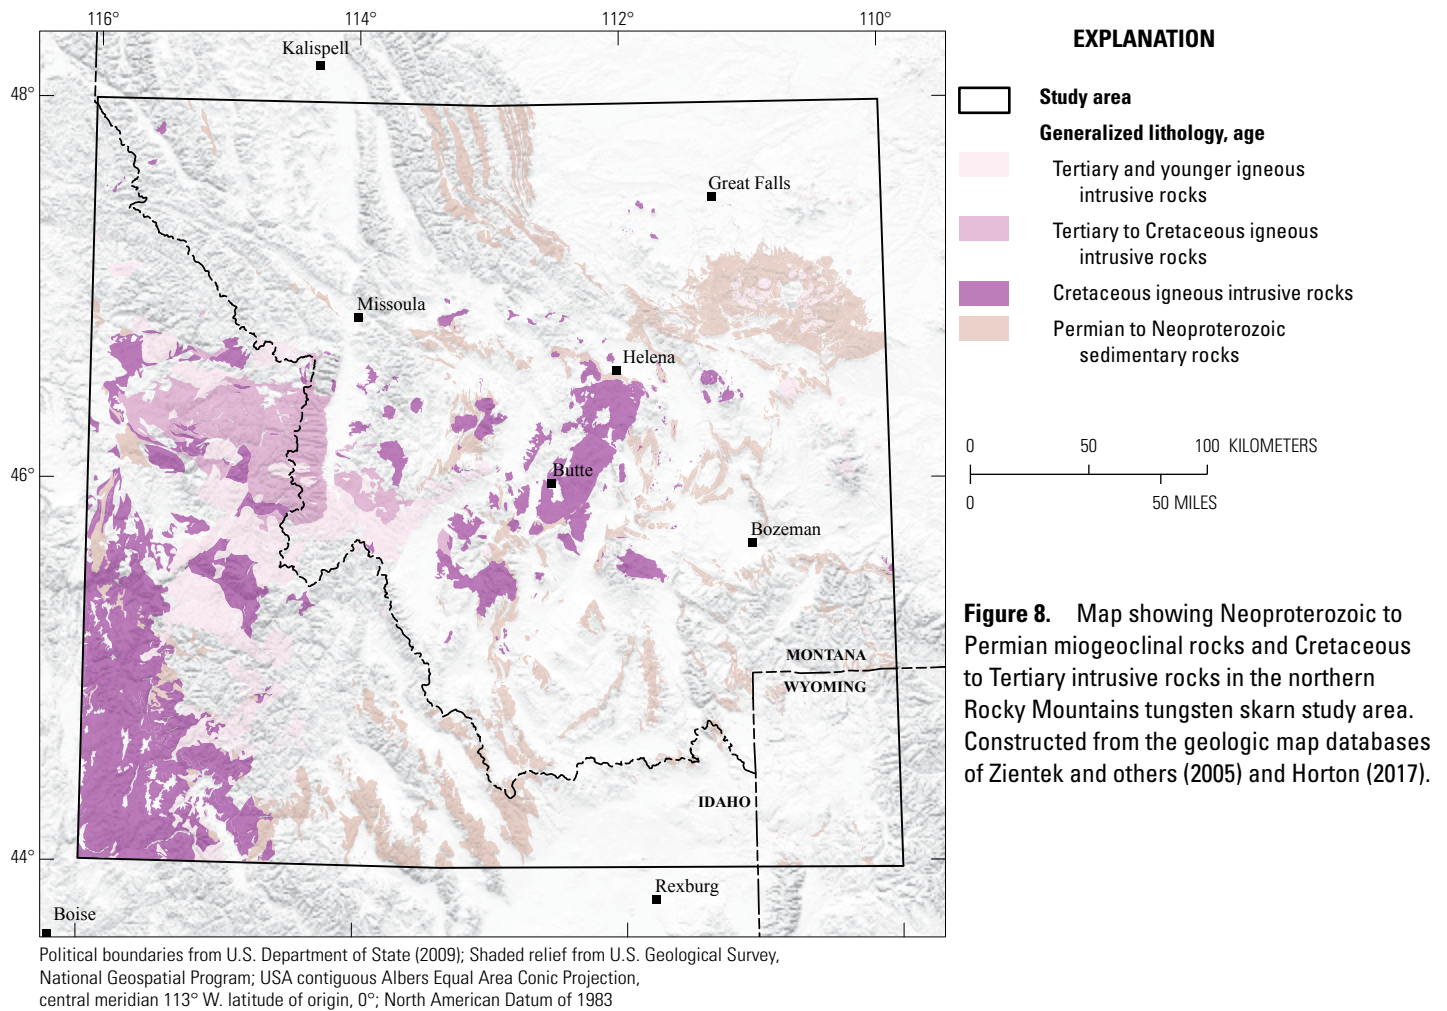 116° 114° 112° 110°
Kalispell
48°
Great Falls
Missoula
Helena
46°
Butte
Bozeman
MONTANA
WYOMING
IDAHO
44°
Rexburg
Boise
Political boundaries from U.S. Department of State (2009); Shaded relief from U.S. Geological Survey,
National Geospatial Program; USA contiguous Albers Equal Area Conic Projection,
central meridian 113° W. latitude of origin, 0°; North American Datum of 1983
EXPLANATION
Study area
Generalized lithology, age
Tertiary and younger igneous
intrusive rocks
Tertiary to Cretaceous igneous
intrusive rocks
Cretaceous igneous intrusive rocks
Permian to Neoproterozoic
sedimentary rocks
0 50 100 KILOMETERS
0 50 MILES
Figure 8. Map showing Neoproterozoic to
Permian miogeoclinal rocks and Cretaceous
to Tertiary intrusive rocks in the northern
Rocky Mountains tungsten skarn study area.
Constructed from the geologic map databases
of Zientek and others (2005) and Horton (2017).